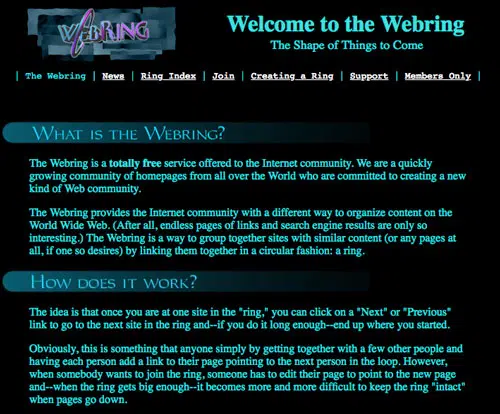 WEBRING
Welcome to the Webring
The Shape of Things to Come
| The Webring | News | Ring Index | Join | Creating a Ring | Support | Members Only |
What is the Webring?
The Webring is a totally free service offered to the Internet community. We are a quickly
growing community of homepages from all over the World who are committed to creating a new
kind of Web community.
The Webring provides the Internet community with a different way to organize content on the
World Wide Web. (After all, endless pages of links and search engine results are only so
interesting.) The Webring is a way to group together sites with similar content (or any pages at
all, if one so desires) by linking them together in a circular fashion: a ring.
How does it work?
The idea is that once you are at one site in the "ring," you can click on a "Next" or "Previous"
link to go to the next site in the ring and--if you do it long enough--end up where you started.
Obviously, this is something that anyone simply by getting together with a few other people and
having each person add a link to their page pointing to the next person in the loop. However,
when somebody wants to join the ring, someone has to edit their page to point to the new page
and--when the ring gets big enough--it becomes more and more difficult to keep the ring "intact"
when pages go down.